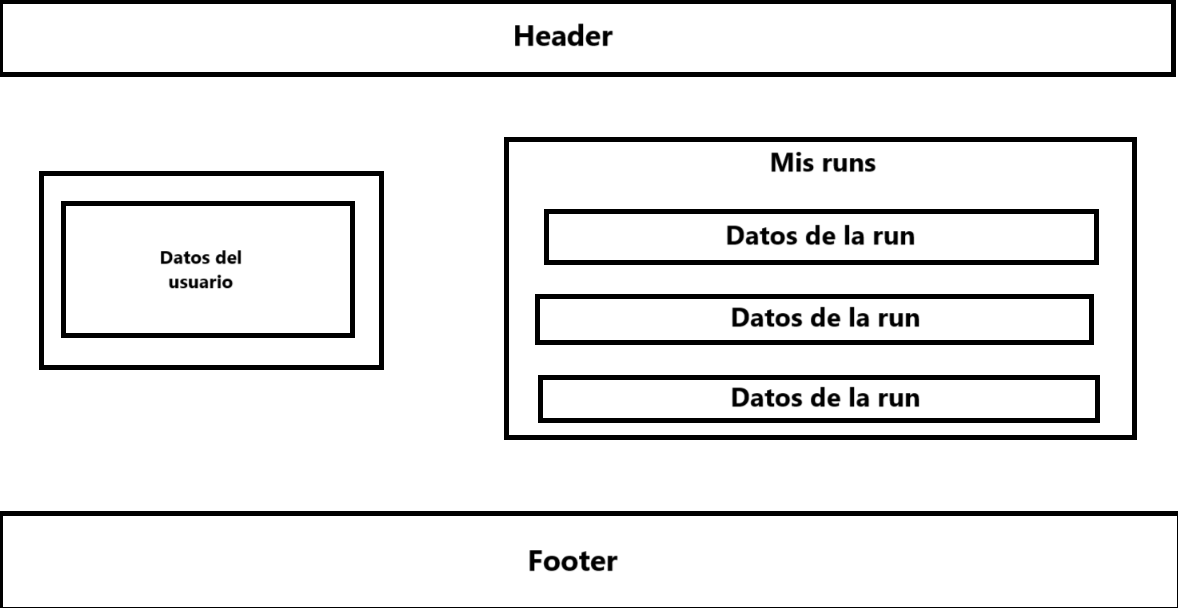 Header
Datos del
usuario
Mis runs
Datos de la run
Datos de la run
Datos de la run
Footer